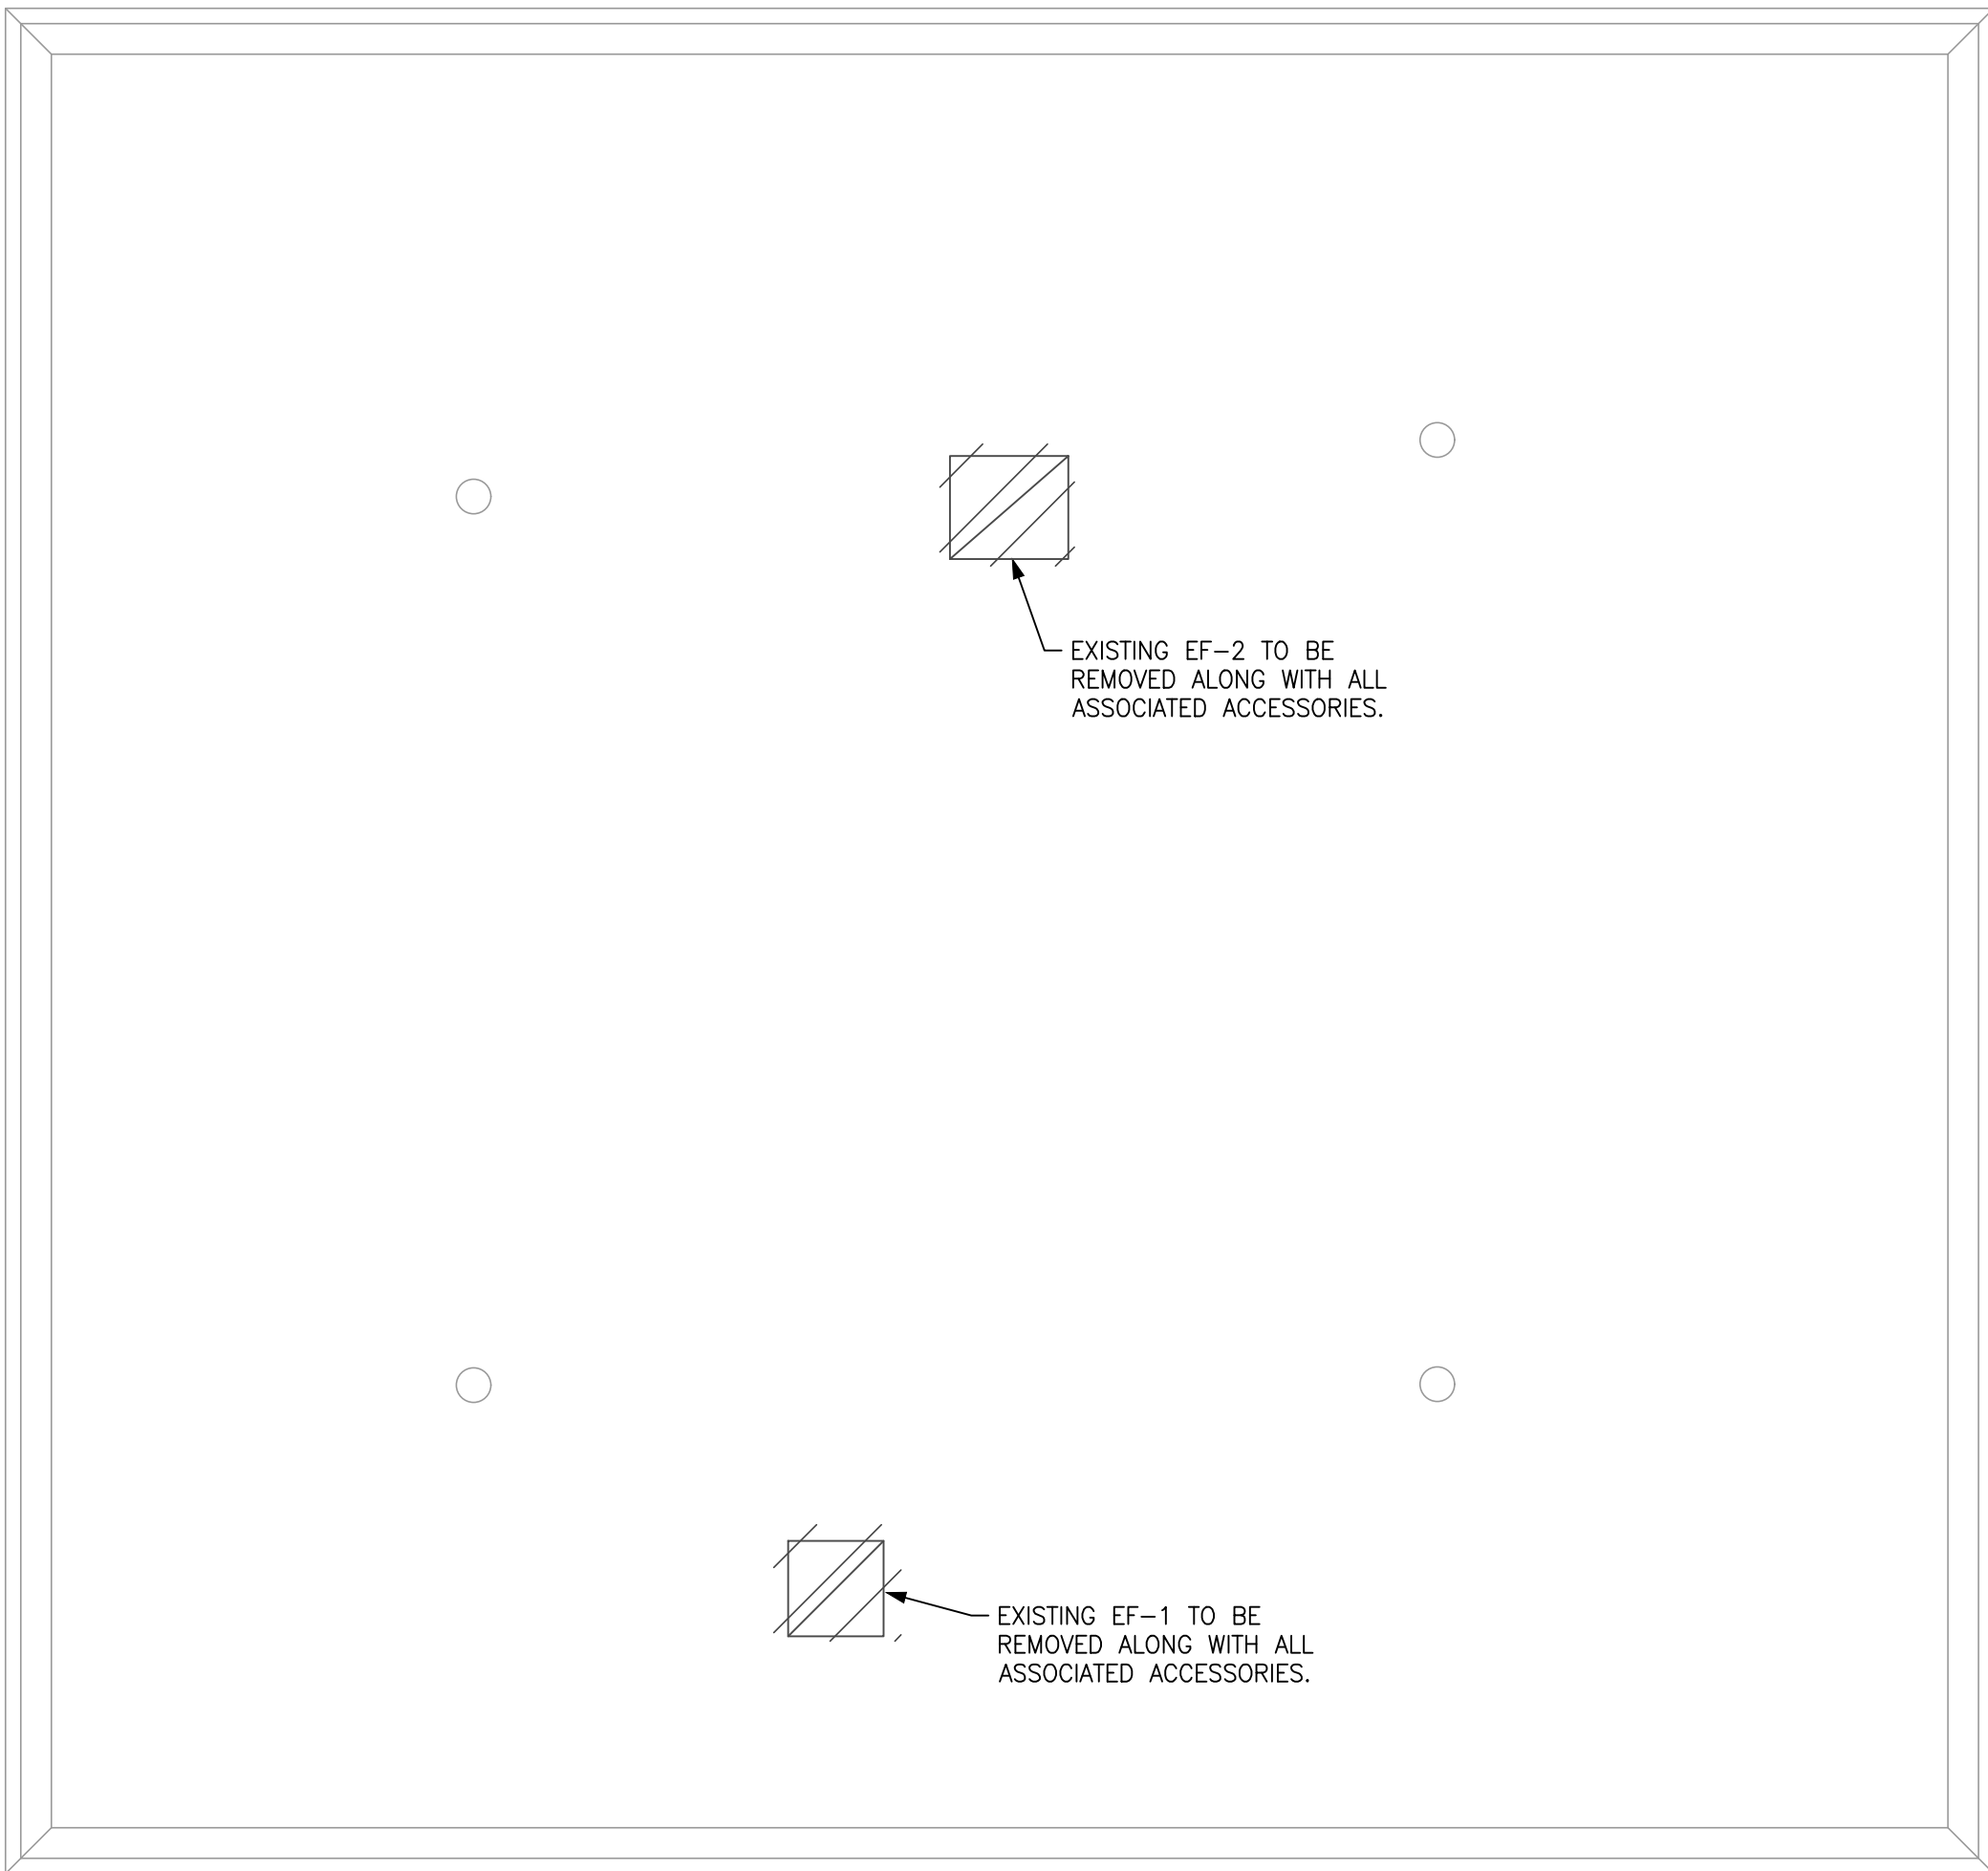 EXISTING EF-2 TO BE
REMOVED ALONG WITH ALL
ASSOCIATED ACCESSORIES.
EXISTING EF-1 TO BE
REMOVED ALONG WITH ALL
ASSOCIATED ACCESSORIES.